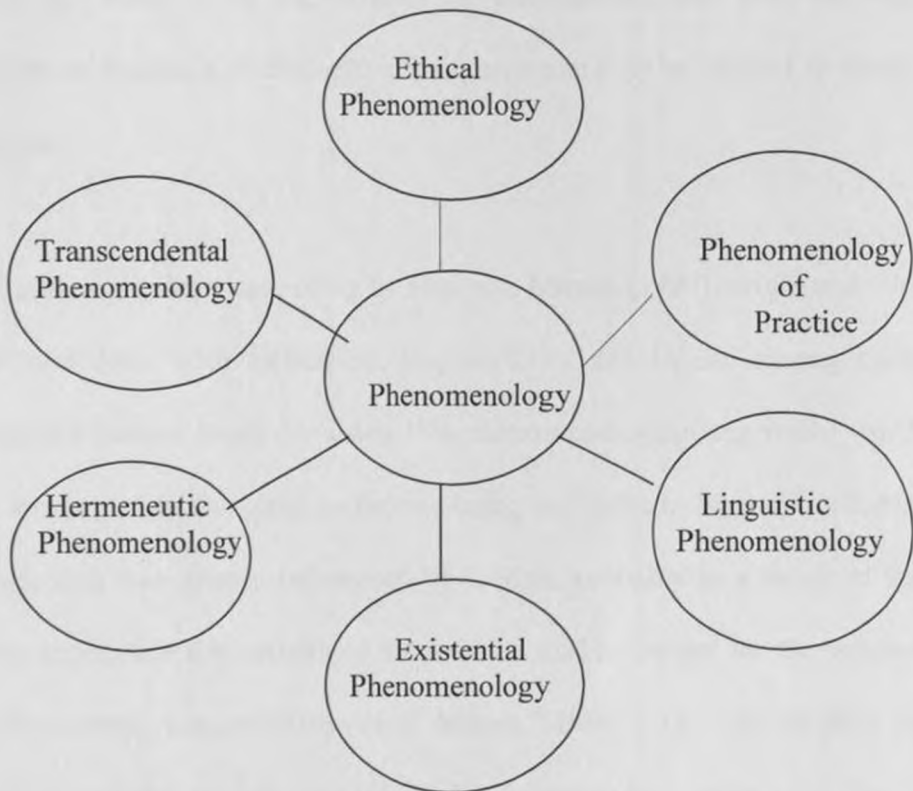 Ethical
Phenomenology
Transcendental
Phenomenology
Phenomenology
of
Practice
Phenomenology
Hermeneutic
Phenomenology
Linguistic
Phenomenology
Existential
Phenomenology